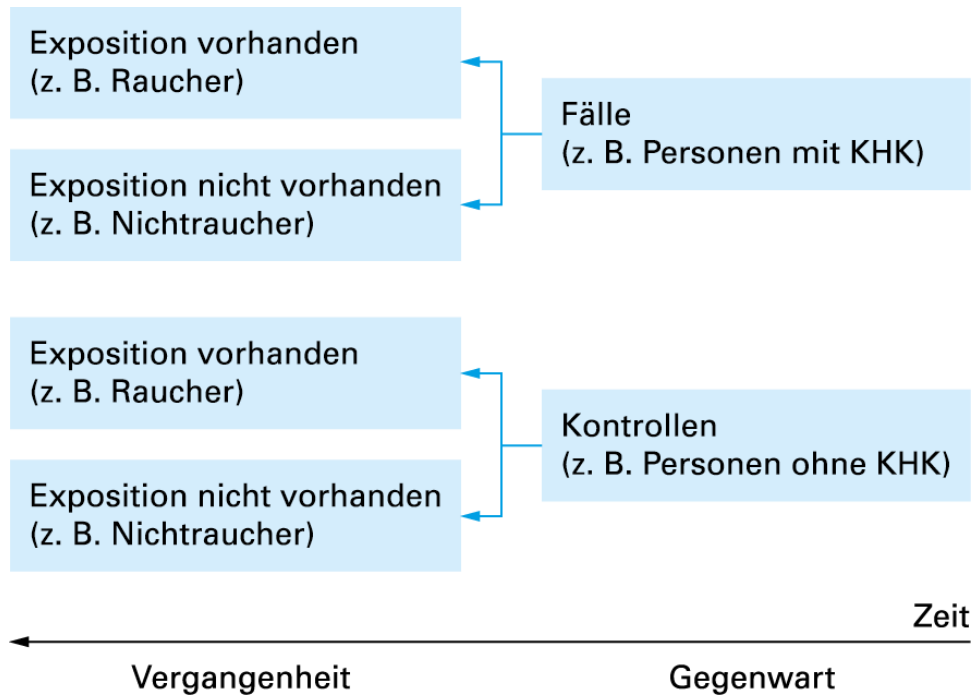 Exposition vorhanden
(z. B. Raucher)
Exposition nicht vorhanden
(z. B. Nichtraucher)
Fälle
(z. B. Personen mit KHK)
Exposition vorhanden
(z. B. Raucher)
Exposition nicht vorhanden
(z. B. Nichtraucher)
Kontrollen
(z. B. Personen ohne KHK)
Zeit
Vergangenheit
Gegenwart